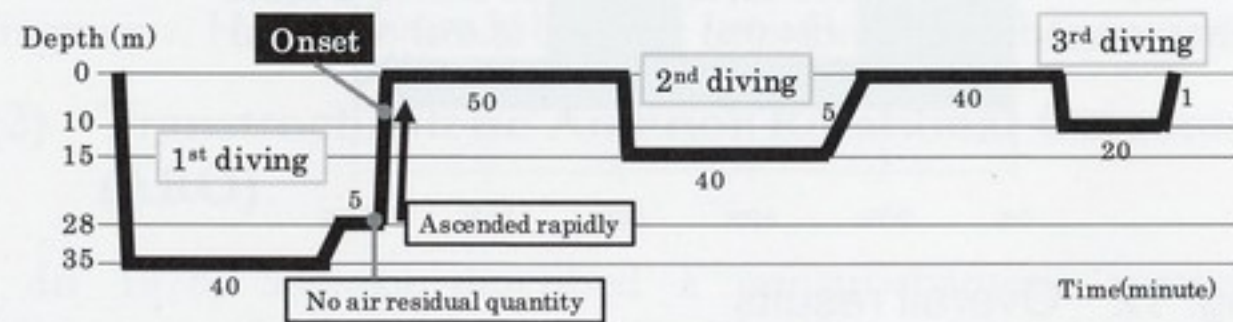 Depth (m)
Onset
3rd diving
0
50
2nd diving
5
40
1
10
15
1st diving
40
20
5
28
Ascended rapidly
35
40
No air residual quantity
Time(minute)